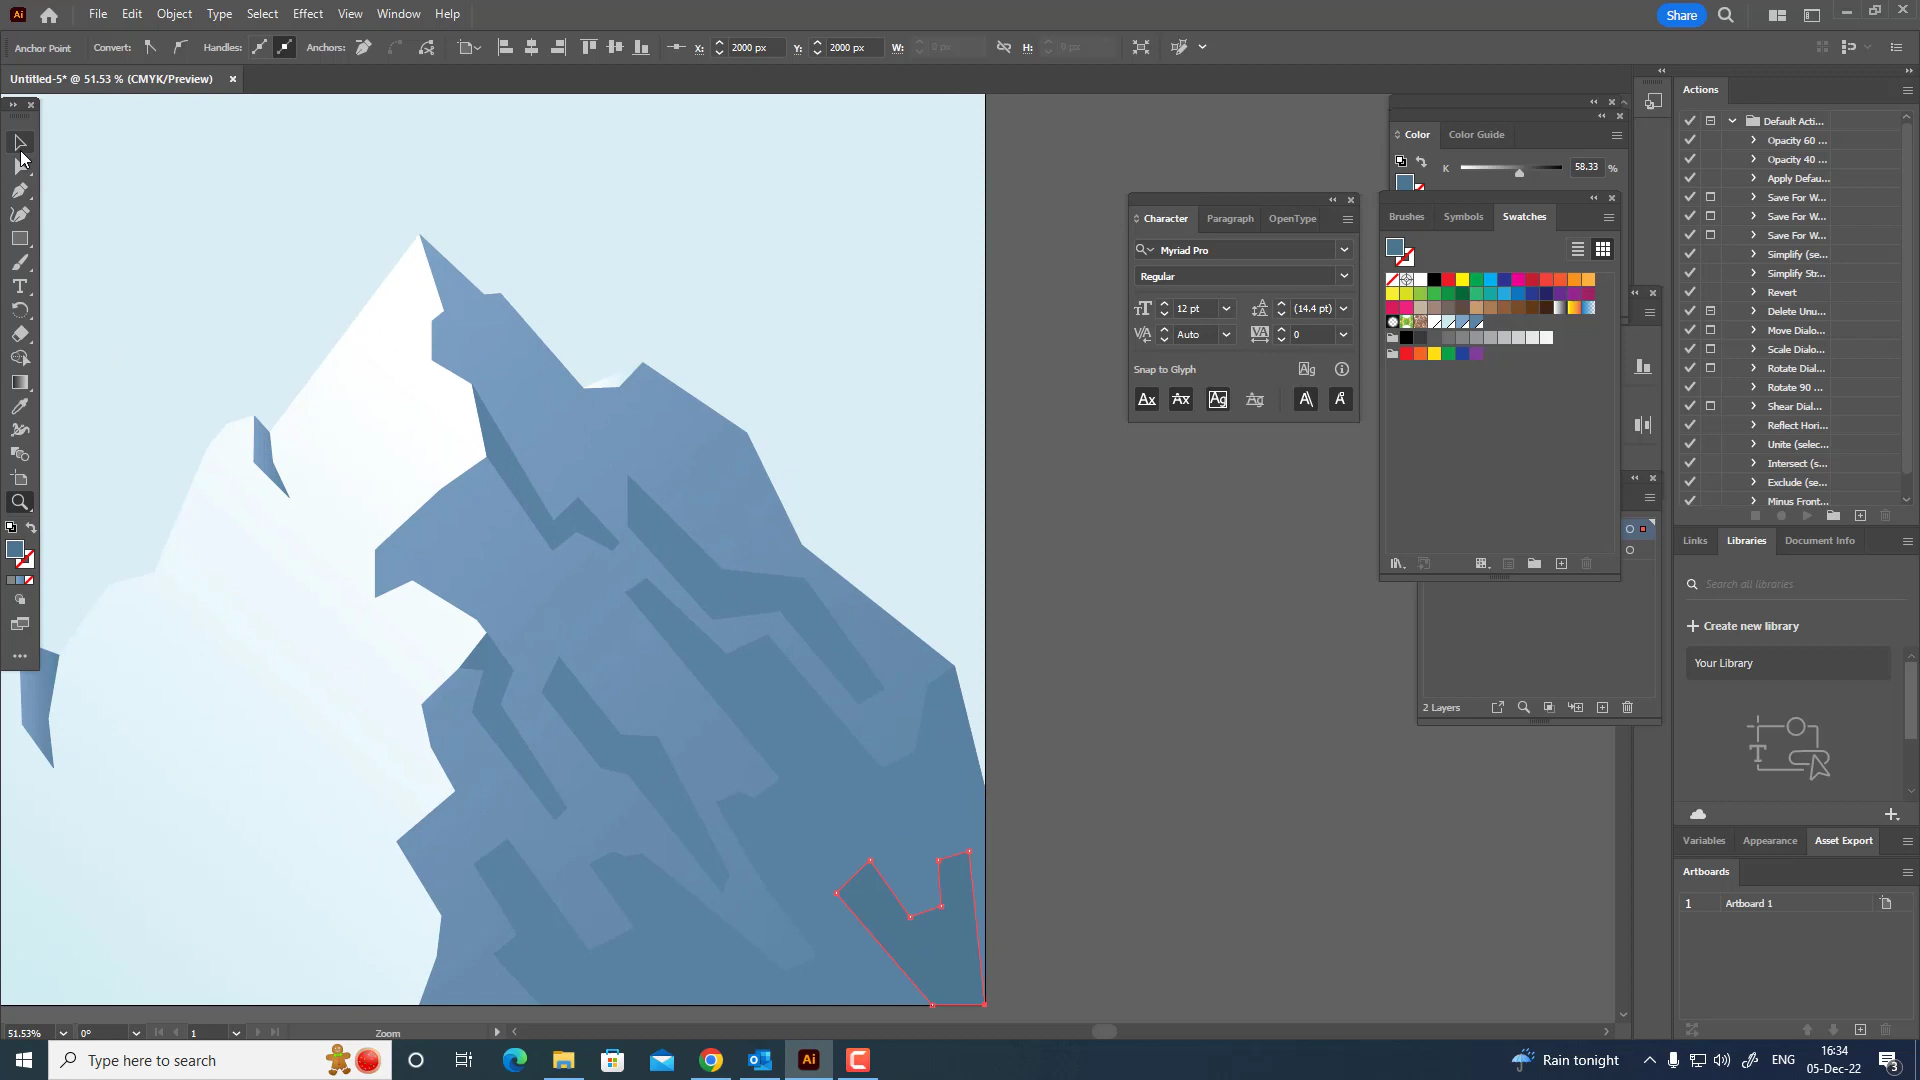 Ai File Edit Object Type Select Effect View Window Help Share
Anchor Point Convert: Handles: Anchors: X: 2000 px Y: 2000 px W: 0 px H: 0 px
Untitled-5* @ 51.53 % (CMYK/Preview)
Actions
Default Acti...
Opacity 60 ...
Opacity 40 ...
Apply Defau...
Save For W...
Save For W...
Save For W...
Simplify (se...
Simplify Str...
Revert
Delete Unu...
Move Dialo...
Scale Dialo...
Rotate Dial...
Rotate 90 ...
Shear Dial...
Reflect Hori...
Unite (selec...
Intersect (s...
Exclude (se...
Minus Front...
Color Color Guide
K 58.33 %
Brushes Symbols Swatches
Character Paragraph OpenType
Myriad Pro
Regular
12 pt (14.4 pt)
Auto 0
Snap to Glyph
2 Layers
Links Libraries Document Info
Search all libraries
Create new library
Your Library
Variables Appearance Asset Export
Artboards
1 Artboard 1
51.53% 0° 1 Zoom
Type here to search
Ai
Rain tonight
ENG
16:34
05-Dec-22
3